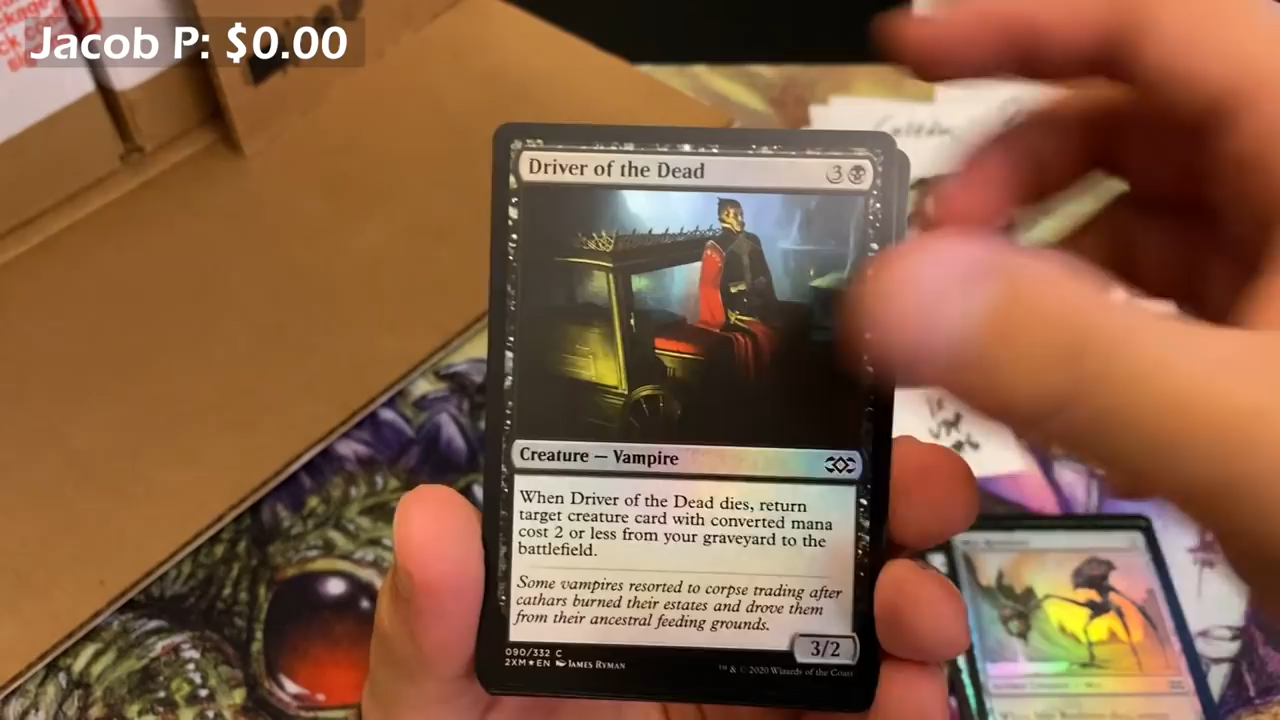 Jacob P: $0.00
Driver of the Dead 3
Creature — Vampire
When Driver of the Dead dies, return
target creature card with converted mana
cost 2 or less from your graveyard to the
battlefield.
Some vampires resorted to corpse trading after
cathars burned their estates and drove them
from their ancestral feeding grounds.
3/2
090/332 C
2XM★EN James Ryman
™ & © 2020 Wizards of the Coast